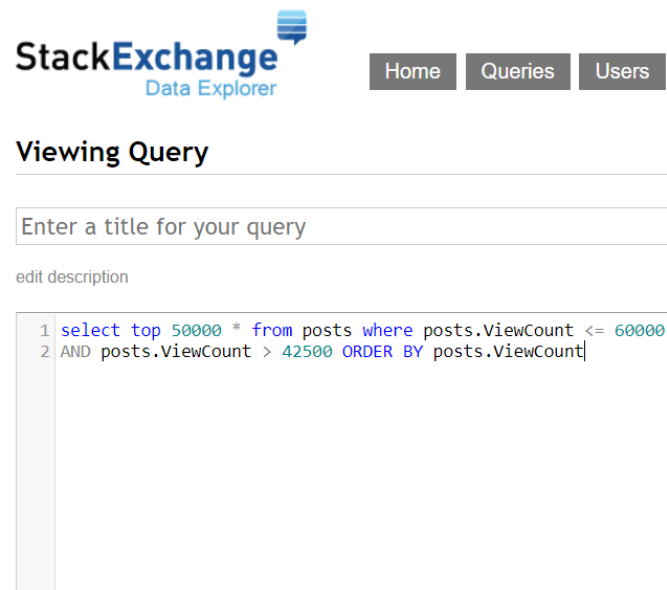 StackExchange
Data Explorer
Home Queries Users
Viewing Query
Enter a title for your query
edit description
1 select top 50000 * from posts where posts.ViewCount <= 60000
2 AND posts.ViewCount > 42500 ORDER BY posts.ViewCount